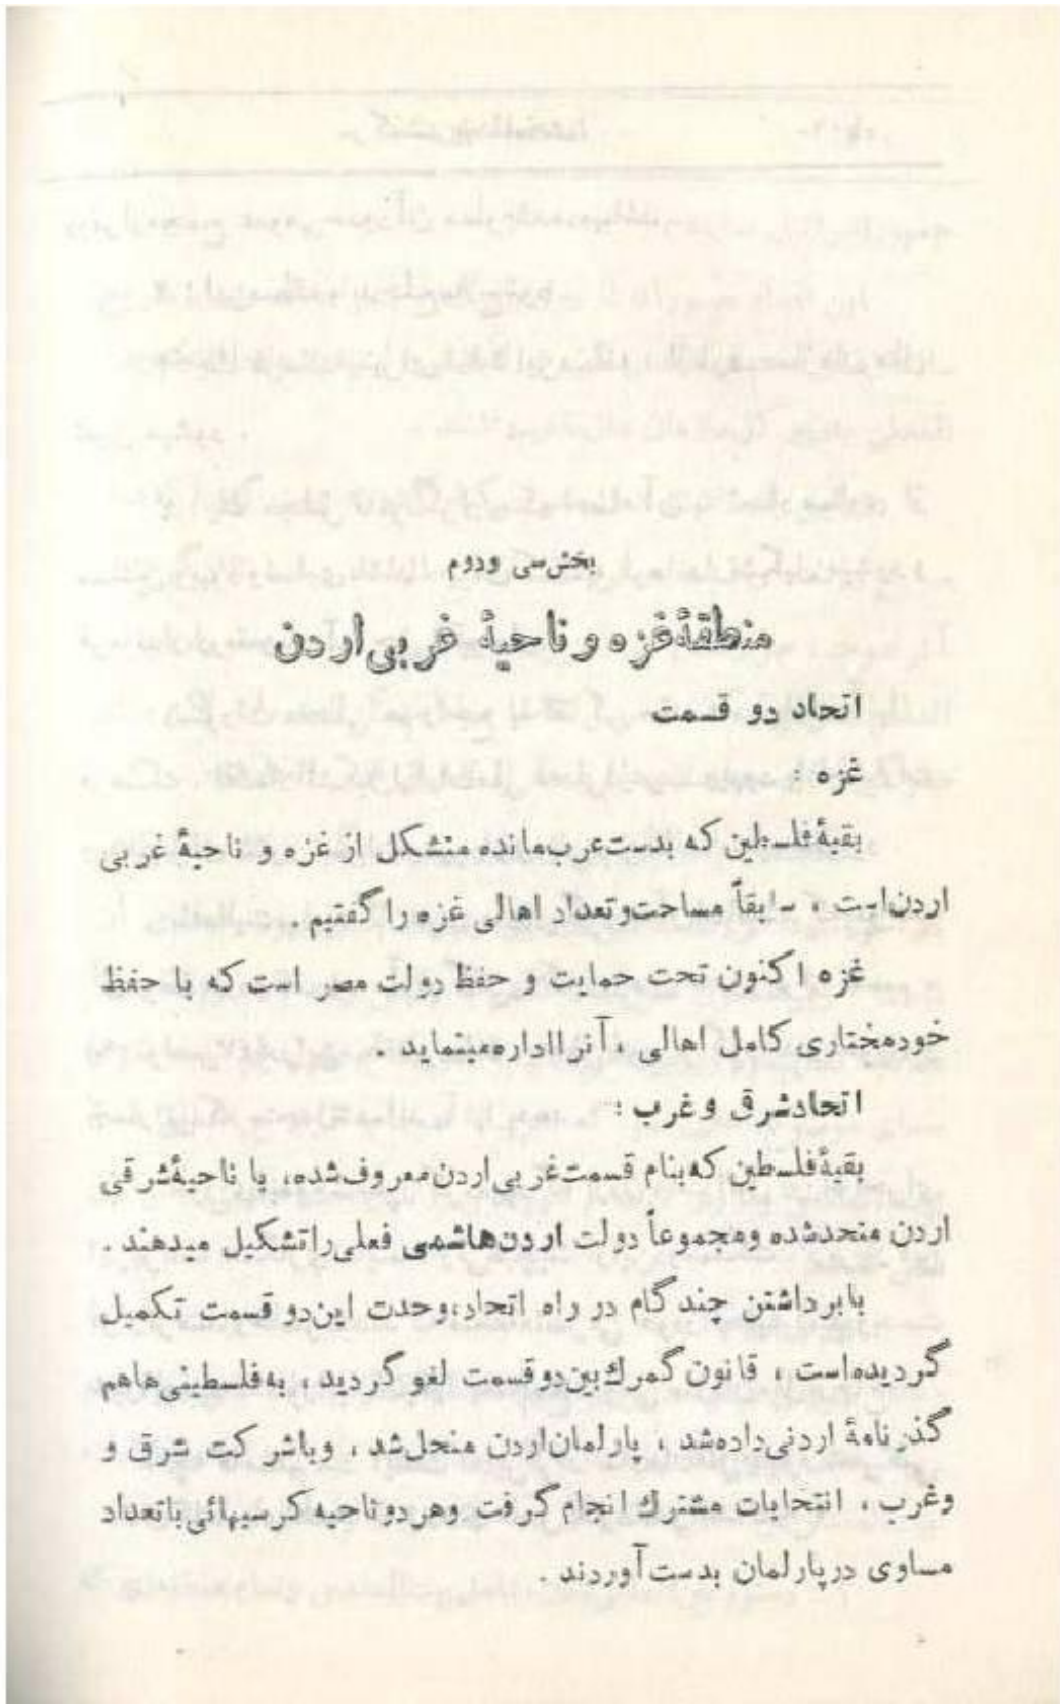 بخش سی و دوم
منطقهٔ غزه و ناحیهٔ غربی اردن
اتحاد دو قسمت
غزه :
بقیهٔ فلسطین که بدست عرب مانده متشکل از غزه و ناحیهٔ غربی
اردن است ، سابقاً مساحت و تعداد اهالی غزه را گفتیم .
غزه اکنون تحت حمایت و حفظ دولت مصر است که با حفظ
خودمختاری کامل اهالی ، آنرا اداره مینماید .
اتحاد شرق و غرب :
بقیهٔ فلسطین که بنام قسمت غربی اردن معروف شده، با ناحیهٔ شرقی
اردن متحد شده و مجموعاً دولت اردن هاشمی فعلی را تشکیل میدهند .
با برداشتن چند گام در راه اتحاد، وحدت این دو قسمت تکمیل
گردیده است ، قانون گمرك بین دو قسمت لغو گردید ، به فلسطینی ها هم
گذرنامهٔ اردنی داده شد ، پارلمان اردن منحل شد ، و با شرکت شرق و
و غرب ، انتخابات مشترك انجام گرفت و هر دو ناحیه کرسیهائی با تعداد
مساوی در پارلمان بدست آوردند .